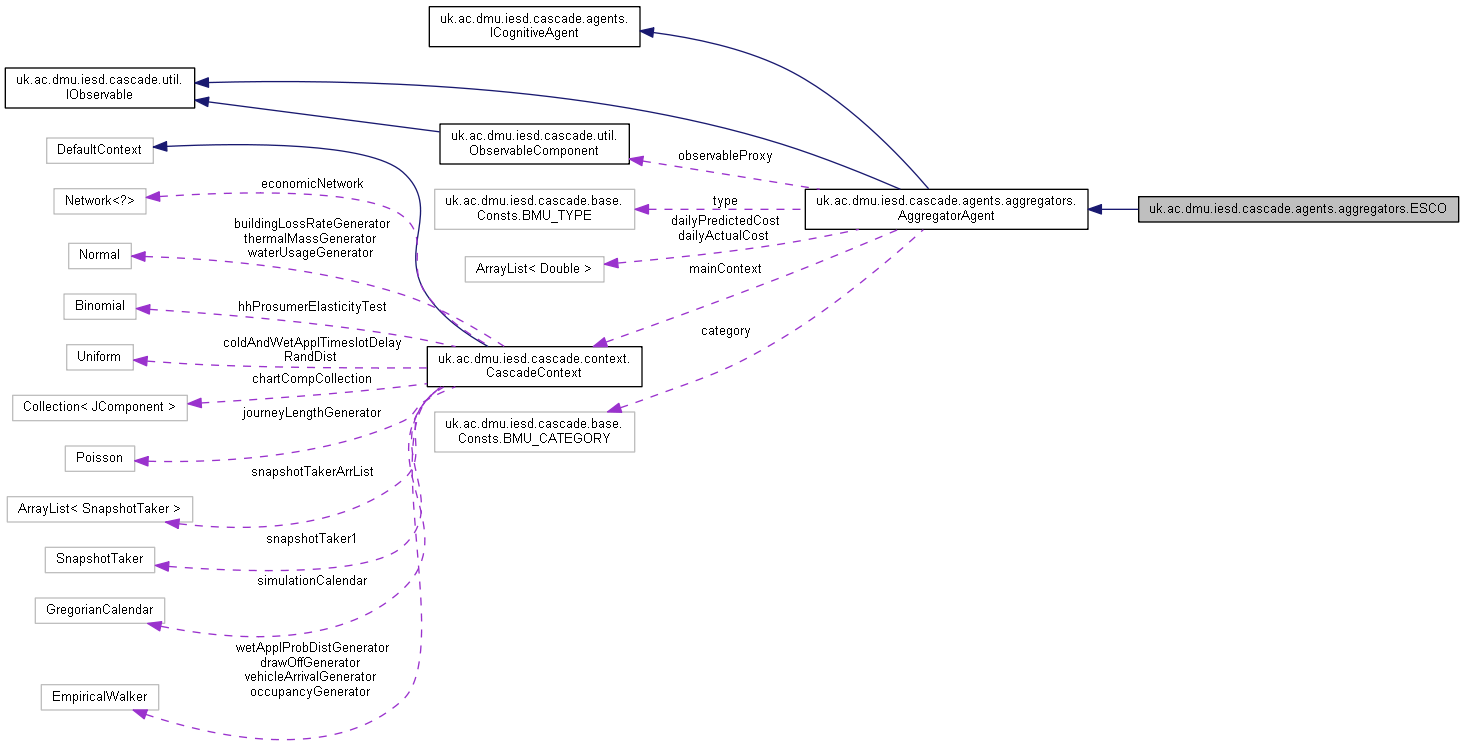 uk.ac.dmu.iesd.cascade.agents.
ICognitiveAgent
uk.ac.dmu.iesd.cascade.util.
IObservable
uk.ac.dmu.iesd.cascade.util.
ObservableComponent
DefaultContext
observableProxy
economicNetwork
Network<?>
uk.ac.dmu.iesd.cascade.base.
Consts.BMU_TYPE
type
dailyPredictedCost
dailyActualCost
uk.ac.dmu.iesd.cascade.agents.aggregators.
AggregatorAgent
uk.ac.dmu.iesd.cascade.agents.aggregators.ESCO
buildingLossRateGenerator
thermalMassGenerator
waterUsageGenerator
Normal
ArrayList< Double >
mainContext
Binomial
hhProsumerElasticityTest
category
Uniform
coldAndWetApplTimeslotDelay
RandDist
uk.ac.dmu.iesd.cascade.context.
CascadeContext
chartCompCollection
Collection< JComponent >
journeyLengthGenerator
uk.ac.dmu.iesd.cascade.base.
Consts.BMU_CATEGORY
Poisson
snapshotTakerArrList
ArrayList< SnapshotTaker >
snapshotTaker1
SnapshotTaker
simulationCalendar
GregorianCalendar
wetApplProbDistGenerator
drawOffGenerator
vehicleArrivalGenerator
occupancyGenerator
EmpiricalWalker